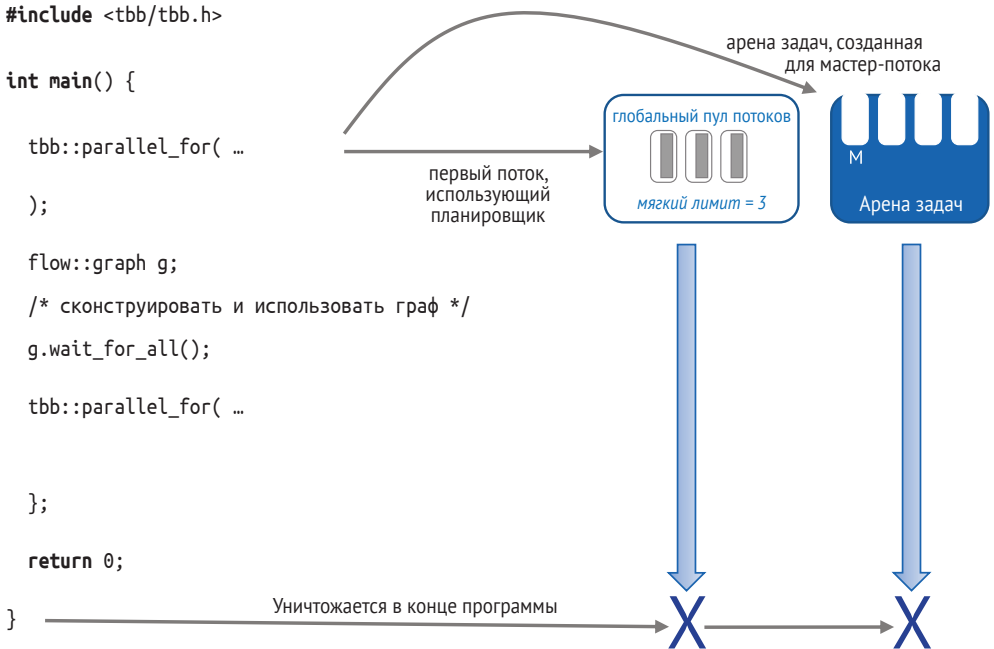 #include <tbb/tbb.h>
int main() {
tbb::parallel_for( …
);
flow::graph g;
/* сконструировать и использовать граф */
g.wait_for_all();
tbb::parallel_for( …
};
return 0;
}
первый поток,
использующий
планировщик
глобальный пул потоков
мягкий лимит = 3
арена задач, созданная
для мастер-потока
М
Арена задач
Уничтожается в конце программы
X
X